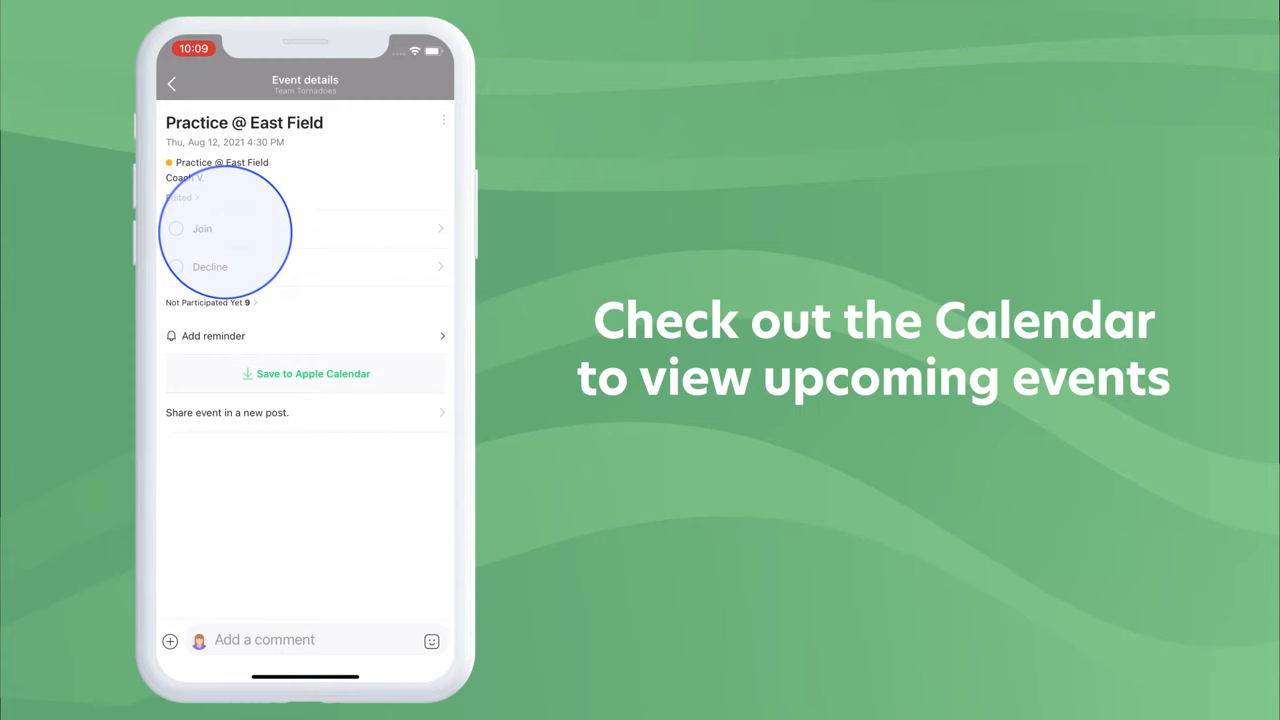 10:09
Event details
Team Tornadoes
Practice @ East Field
Thu, Aug 12, 2021 4:30 PM
Practice @ East Field
Coach V.
Edited
Join
Decline
Not Participated Yet 9
Add reminder
Save to Apple Calendar
Share event in a new post.
Add a comment
Check out the Calendar
to view upcoming events